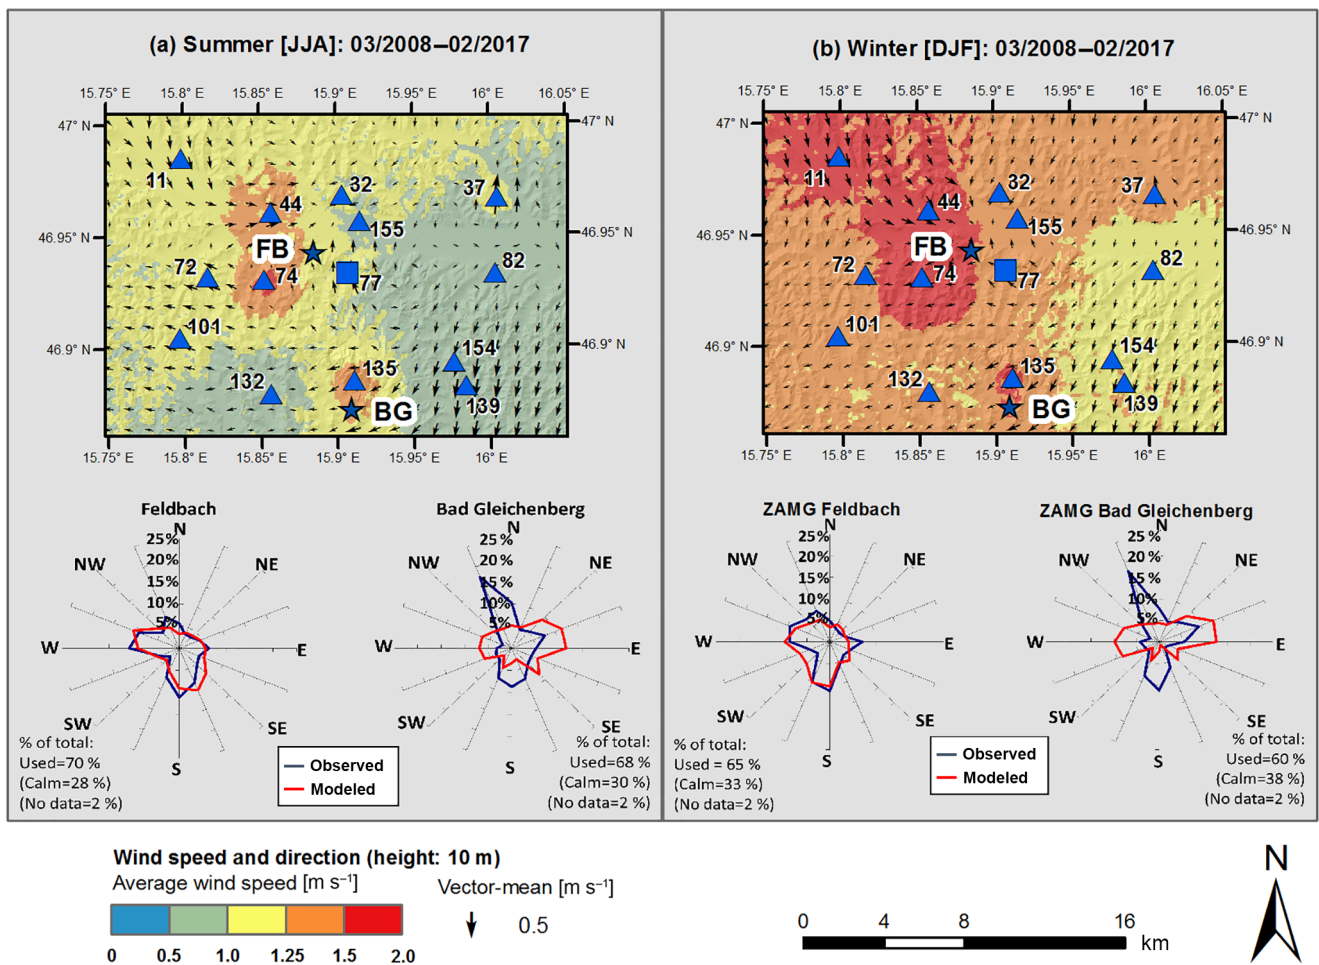 (a) Summer [JJA]: 03/2008–02/2017
15.75° E 15.8° E 15.85° E 15.9° E 15.95° E 16° E 16.05° E
47° N
47° N
11
32
37
44
155
46.95° N
46.95° N
FB
72
74
77
82
101
46.9° N
46.9° N
154
135
132
139
BG
15.75° E 15.8° E 15.85° E 15.9° E 15.95° E 16° E
Feldbach
N
25%
20%
15%
10%
5%
NW
NE
W
E
SW
SE
S
% of total:
Used=70 %
(Calm=28 %)
(No data=2 %)
Bad Gleichenberg
N
25%
20%
15%
10%
5%
NW
NE
W
E
SW
SE
S
% of total:
Used=68 %
(Calm=30 %)
(No data=2 %)
Observed
Modeled
(b) Winter [DJF]: 03/2008–02/2017
15.75° E 15.8° E 15.85° E 15.9° E 15.95° E 16° E 16.05° E
47° N
47° N
11
32
37
44
155
46.95° N
46.95° N
FB
72
74
77
82
101
46.9° N
46.9° N
154
135
132
139
BG
15.75° E 15.8° E 15.85° E 15.9° E 15.95° E 16° E
ZAMG Feldbach
N
25%
20%
15%
10%
5%
NW
NE
W
E
SW
SE
S
% of total:
Used = 65 %
(Calm=33 %)
(No data=2 %)
ZAMG Bad Gleichenberg
N
25%
20%
15%
10%
5%
NW
NE
W
E
SW
SE
S
% of total:
Used=60 %
(Calm=38 %)
(No data=2 %)
Observed
Modeled
Wind speed and direction (height: 10 m)
Average wind speed [m s⁻¹]
0 0.5 1.0 1.25 1.5 2.0
Vector-mean [m s⁻¹]
0.5
0 4 8 16
km
N